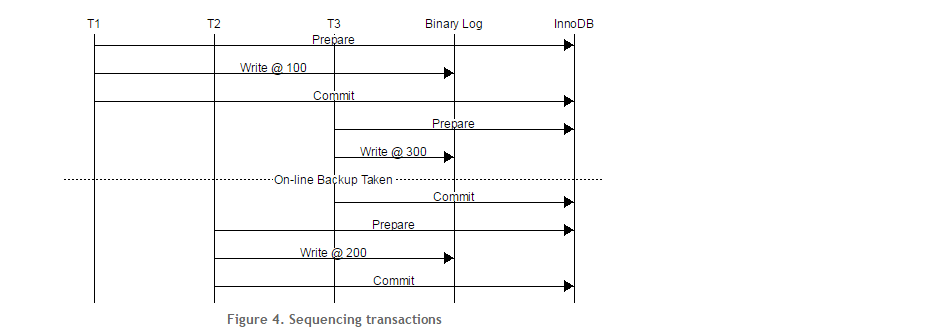 T1 T2 T3 Binary Log InnoDB
Prepare
Write @ 100
Commit
Prepare
Write @ 300
On-line Backup Taken
Commit
Prepare
Write @ 200
Commit
Figure 4. Sequencing transactions